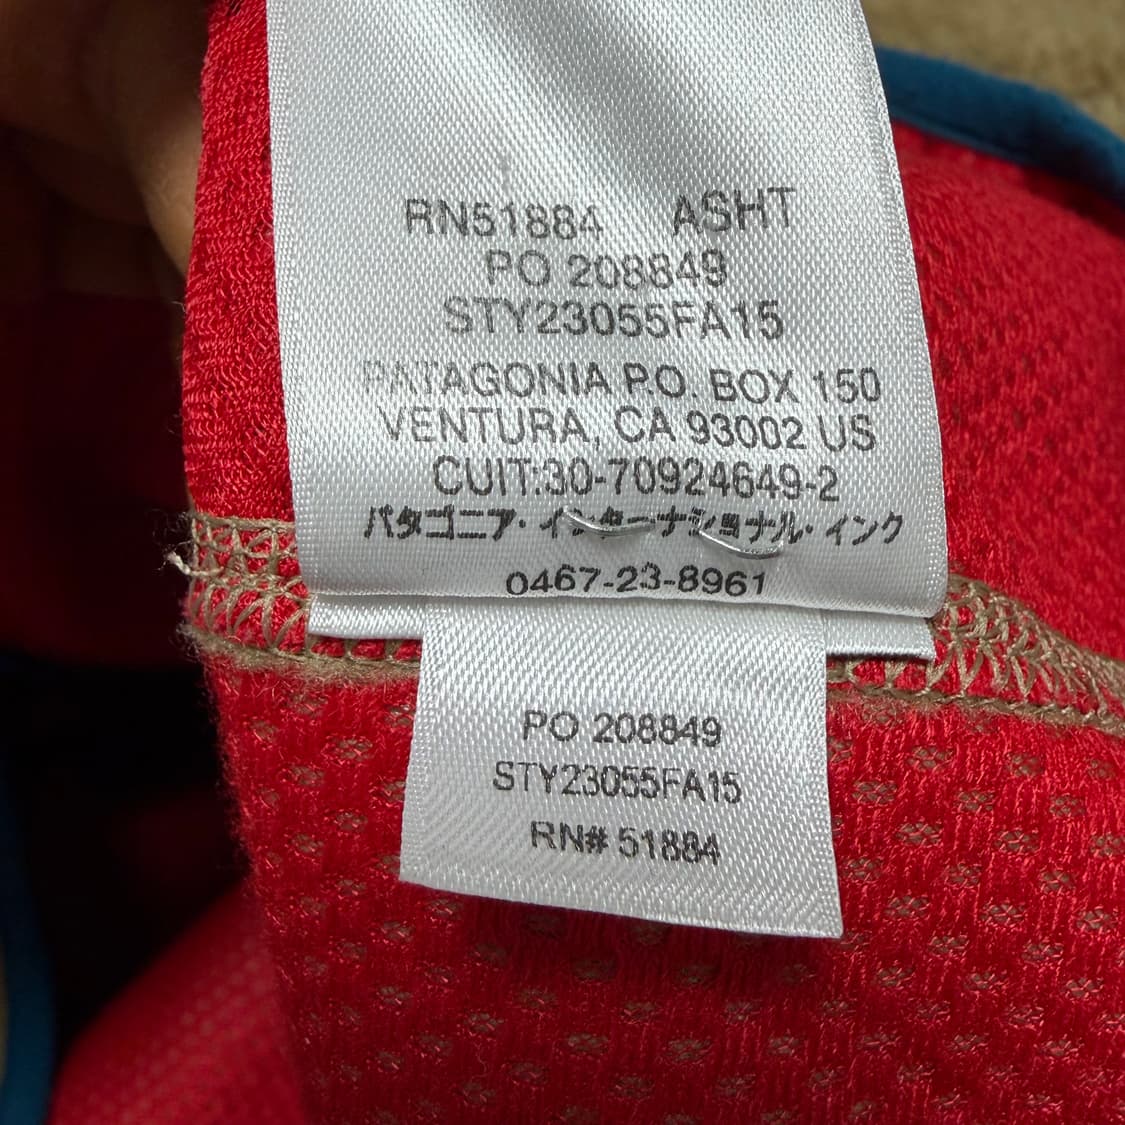 RN51884 ASHT
PO 208849
STY23055FA15
PATAGONIA P.O. BOX 150
VENTURA, CA 93002 US
CUIT:30-70924649-2
パタゴニア・インターナショナル・インク
0467-23-8961
PO 208849
STY23055FA15
RN# 51884